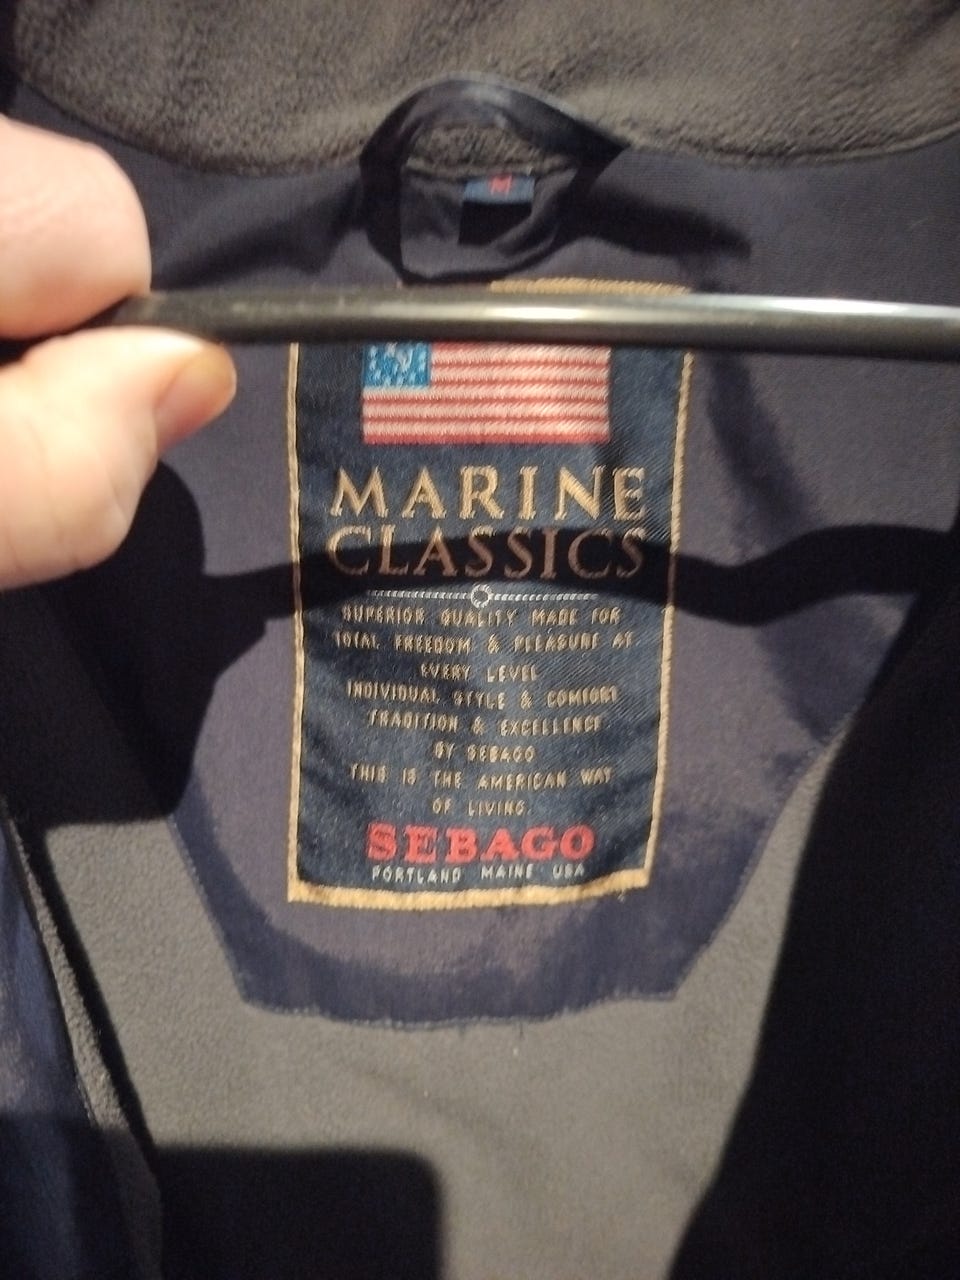 M
MARINE
CLASSICS
SUPERIOR QUALITY MADE FOR
TOTAL FREEDOM & PLEASURE AT
EVERY LEVEL
INDIVIDUAL STYLE & COMFORT
TRADITION & EXCELLENCE
BY SEBAGO
THIS IS THE AMERICAN WAY
OF LIVING.
SEBAGO
PORTLAND MAINE USA